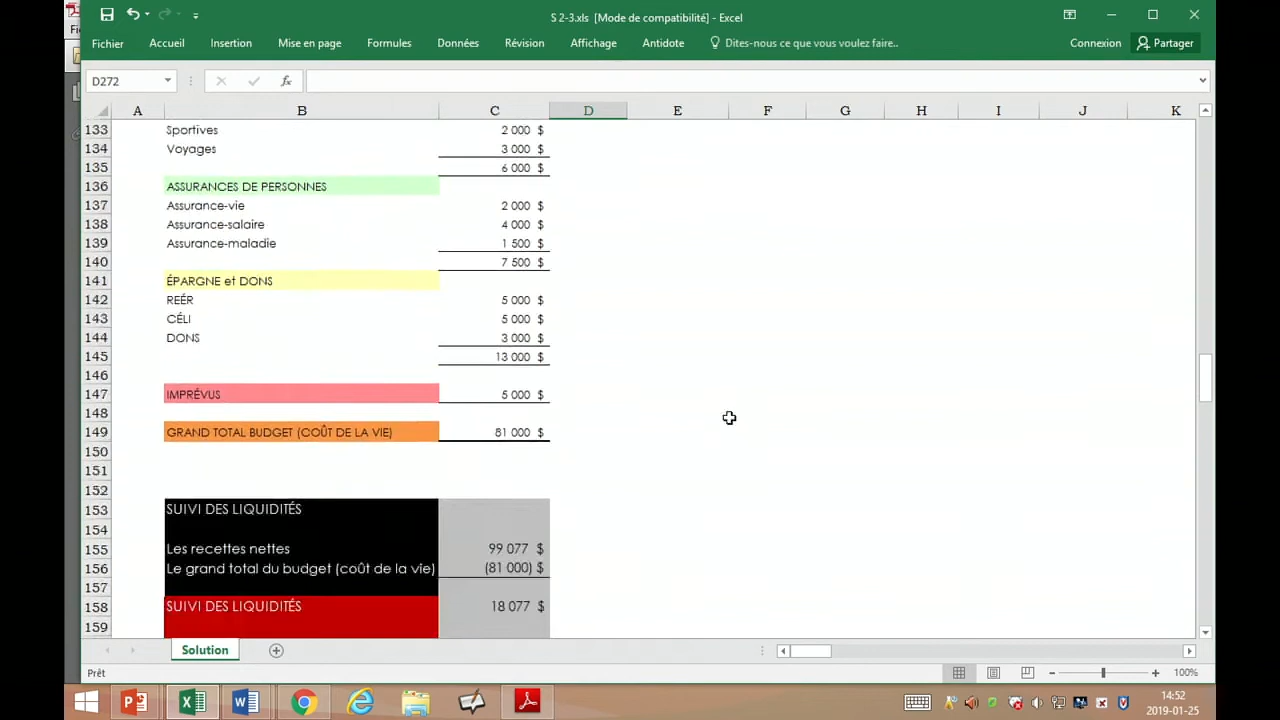 S 2-3.xls [Mode de compatibilité] - Excel
Fichier Accueil Insertion Mise en page Formules Données Révision Affichage Antidote Dites-nous ce que vous voulez faire.. Connexion Partager
D272 fx
A B C D E F G H I J K
133 Sportives 2 000 $
134 Voyages 3 000 $
135 6 000 $
136 ASSURANCES DE PERSONNES
137 Assurance-vie 2 000 $
138 Assurance-salaire 4 000 $
139 Assurance-maladie 1 500 $
140 7 500 $
141 ÉPARGNE et DONS
142 REÉR 5 000 $
143 CÉLI 5 000 $
144 DONS 3 000 $
145 13 000 $
146
147 IMPRÉVUS 5 000 $
148
149 GRAND TOTAL BUDGET (COÛT DE LA VIE) 81 000 $
150
151
152
153 SUIVI DES LIQUIDITÉS
154
155 Les recettes nettes 99 077 $
156 Le grand total du budget (coût de la vie) (81 000) $
157
158 SUIVI DES LIQUIDITÉS 18 077 $
159
Solution
Prêt 100%
14:52
2019-01-25